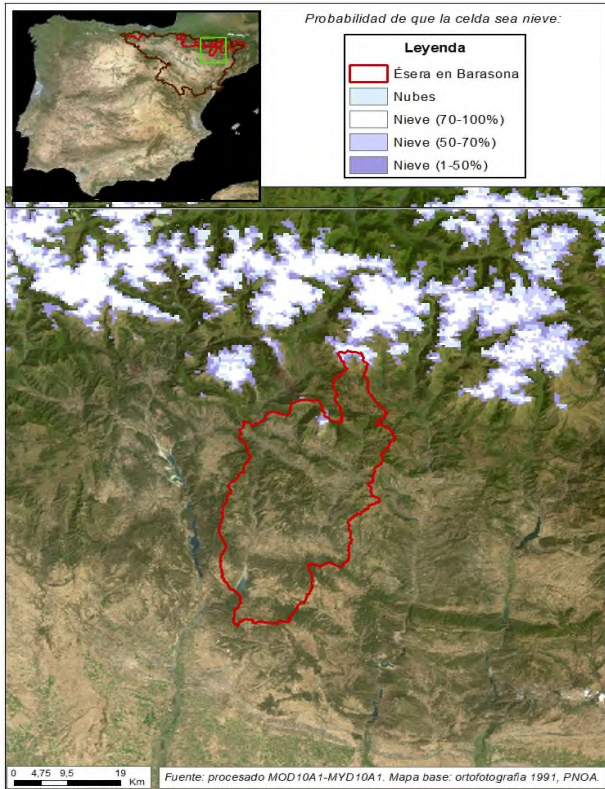 Probabilidad de que la celda sea nieve:
Leyenda
Ésera en Barasona
Nubes
Nieve (70-100%)
Nieve (50-70%)
Nieve (1-50%)
0 4,75 9,5 19
Km
Fuente: procesado MOD10A1-MYD10A1. Mapa base: ortofotografía 1991, PNOA.